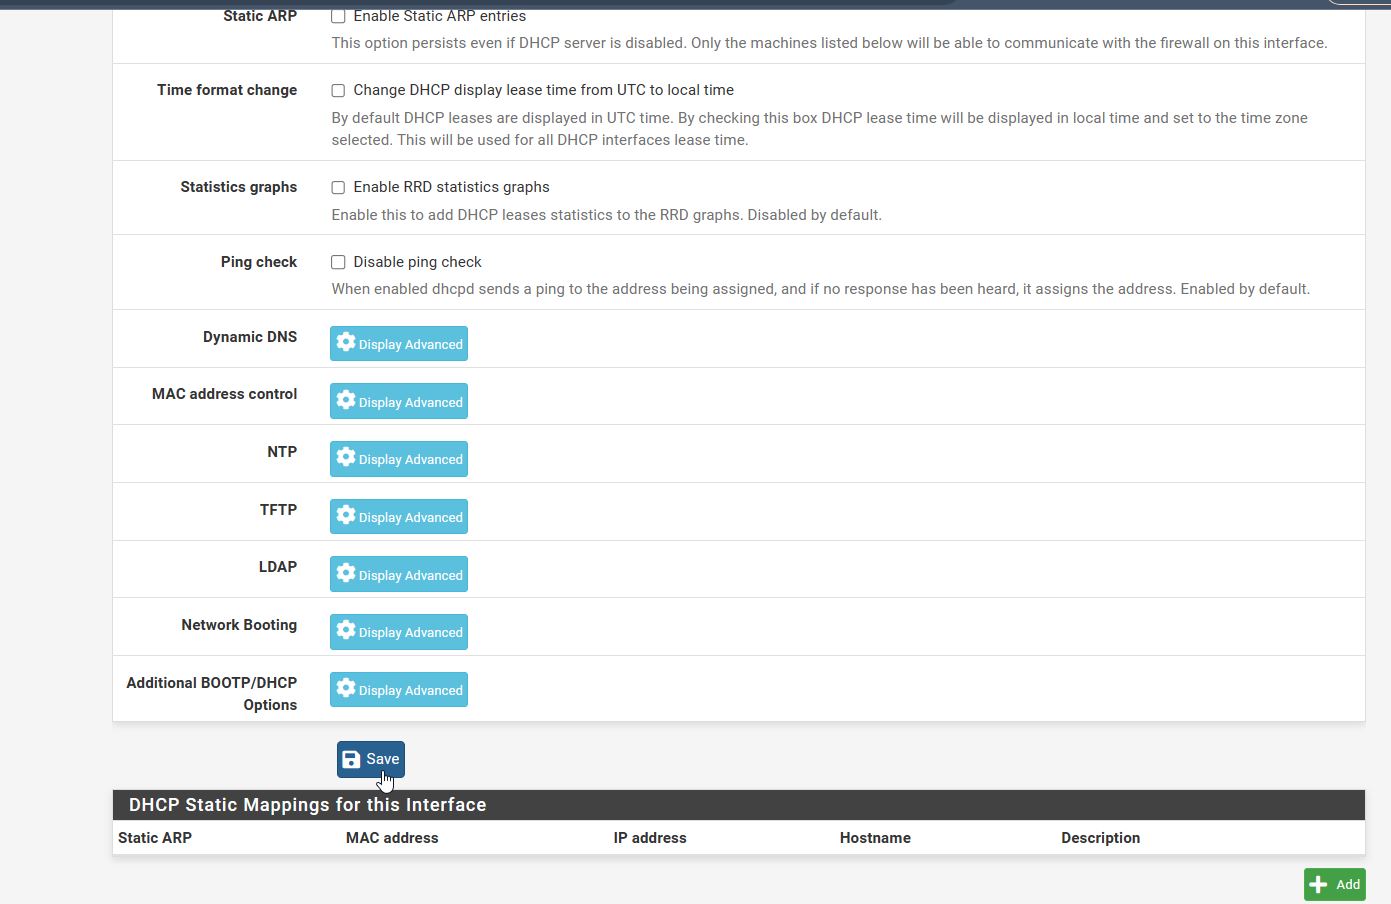 Static ARP
Enable Static ARP entries
This option persists even if DHCP server is disabled. Only the machines listed below will be able to communicate with the firewall on this interface.
Time format change
Change DHCP display lease time from UTC to local time
By default DHCP leases are displayed in UTC time. By checking this box DHCP lease time will be displayed in local time and set to the time zone
selected. This will be used for all DHCP interfaces lease time.
Statistics graphs
Enable RRD statistics graphs
Enable this to add DHCP leases statistics to the RRD graphs. Disabled by default.
Ping check
Disable ping check
When enabled dhcpd sends a ping to the address being assigned, and if no response has been heard, it assigns the address. Enabled by default.
Dynamic DNS
Display Advanced
MAC address control
Display Advanced
NTP
Display Advanced
TFTP
Display Advanced
LDAP
Display Advanced
Network Booting
Display Advanced
Additional BOOTP/DHCP
Options
Display Advanced
Save
DHCP Static Mappings for this Interface
Static ARP MAC address IP address Hostname Description
Add